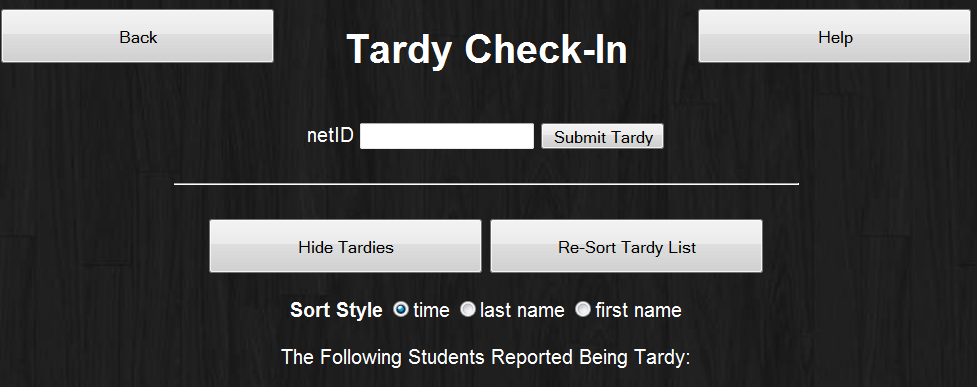 Back
Tardy Check-In
Help
netID Submit Tardy
Hide Tardies
Re-Sort Tardy List
Sort Style time last name first name
The Following Students Reported Being Tardy: